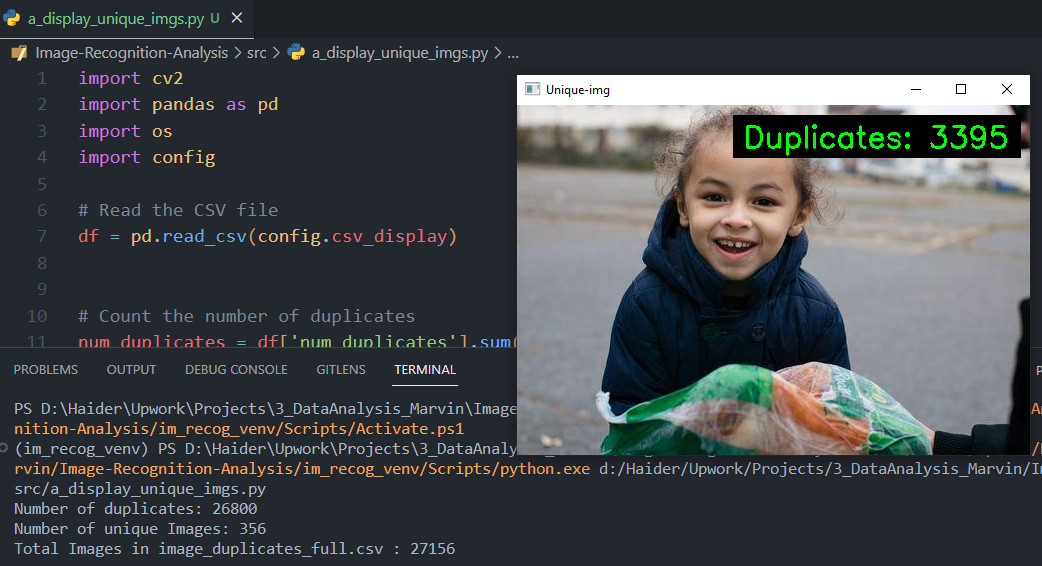 a_display_unique_imgs.py U
Image-Recognition-Analysis > src > a_display_unique_imgs.py > ...
1 import cv2
2 import pandas as pd
3 import os
4 import config
5
6 # Read the CSV file
7 df = pd.read_csv(config.csv_display)
8
9
10 # Count the number of duplicates
11 num_duplicates = df['num_duplicates'].sum(
Unique-img
Duplicates: 3395
PROBLEMS OUTPUT DEBUG CONSOLE GITLENS TERMINAL
PS D:\Haider\Upwork\Projects\3_DataAnalysis_Marvin\Image
nition-Analysis/im_recog_venv/Scripts/Activate.ps1
(im_recog_venv) PS D:\Haider\Upwork\Projects\3_DataAnaly
rvin/Image-Recognition-Analysis/im_recog_venv/Scripts/python.exe d:/Haider/Upwork/Projects/3_DataAnalysis_Marvin/Im
src/a_display_unique_imgs.py
Number of duplicates: 26800
Number of unique Images: 356
Total Images in image_duplicates_full.csv : 27156